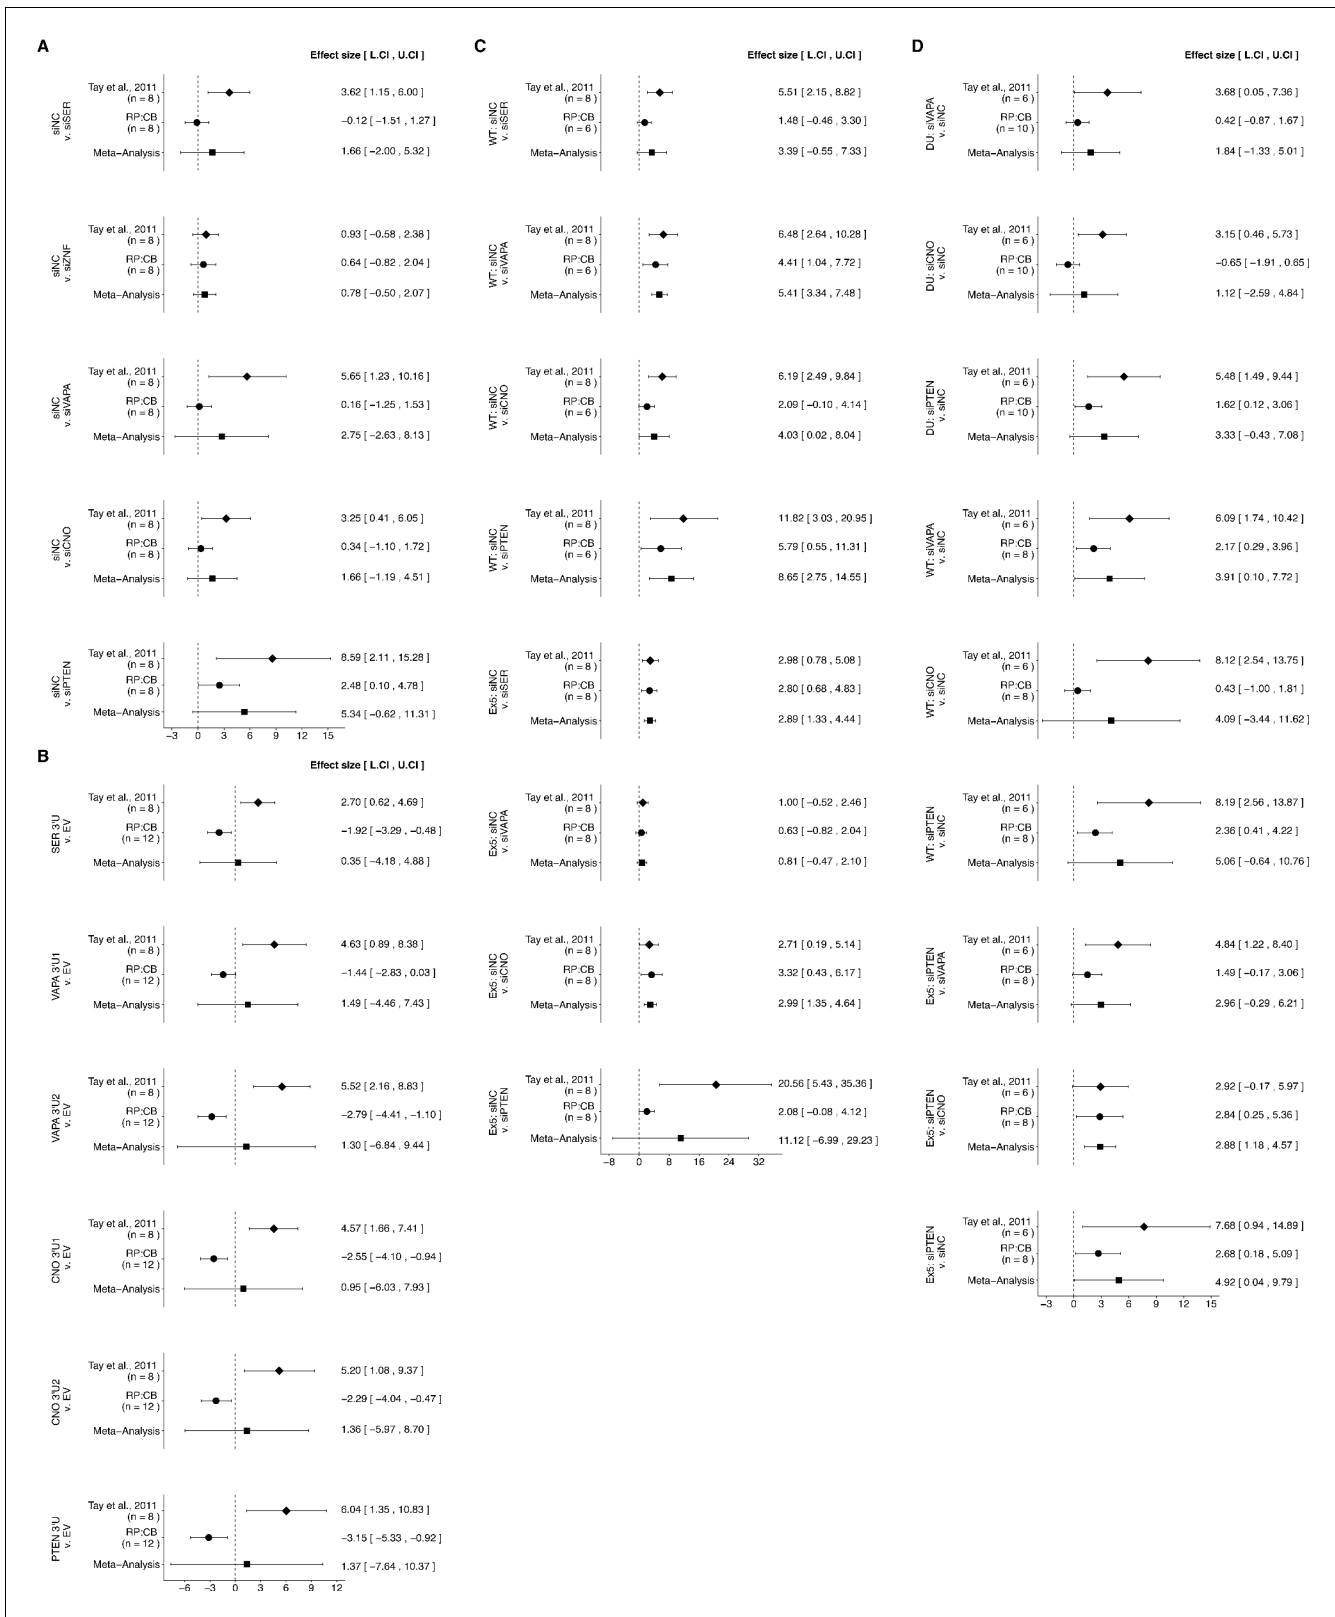 A
Effect size [ L.CI , U.CI ]
siNC
v. siSER
Tay et al., 2011
(n = 8 )
3.62 [ 1.15 , 6.00 ]
RP:CB
(n = 8 )
−0.12 [ −1.51 , 1.27 ]
Meta−Analysis
1.66 [ −2.00 , 5.32 ]
siNC
v. siZNF
Tay et al., 2011
(n = 8 )
0.93 [ −0.58 , 2.38 ]
RP:CB
(n = 8 )
0.64 [ −0.82 , 2.04 ]
Meta−Analysis
0.78 [ −0.50 , 2.07 ]
siNC
v. siVAPA
Tay et al., 2011
(n = 8 )
5.65 [ 1.23 , 10.16 ]
RP:CB
(n = 8 )
0.16 [ −1.25 , 1.53 ]
Meta−Analysis
2.75 [ −2.63 , 8.13 ]
siNC
v. siCNO
Tay et al., 2011
(n = 8 )
3.25 [ 0.41 , 6.05 ]
RP:CB
(n = 8 )
0.34 [ −1.10 , 1.72 ]
Meta−Analysis
1.66 [ −1.19 , 4.51 ]
siNC
v. siPTEN
Tay et al., 2011
(n = 8 )
8.59 [ 2.11 , 15.28 ]
RP:CB
(n = 8 )
2.48 [ 0.10 , 4.78 ]
Meta−Analysis
5.34 [ −0.62 , 11.31 ]
−3 0 3 6 9 12 15
B
Effect size [ L.CI , U.CI ]
SER 3'U
v. EV
Tay et al., 2011
(n = 8 )
2.70 [ 0.62 , 4.69 ]
RP:CB
(n = 12 )
−1.92 [ −3.29 , −0.48 ]
Meta−Analysis
0.35 [ −4.18 , 4.88 ]
VAPA 3'U1
v. EV
Tay et al., 2011
(n = 8 )
4.63 [ 0.89 , 8.38 ]
RP:CB
(n = 12 )
−1.44 [ −2.83 , 0.03 ]
Meta−Analysis
1.49 [ −4.46 , 7.43 ]
VAPA 3'U2
v. EV
Tay et al., 2011
(n = 8 )
5.52 [ 2.16 , 8.83 ]
RP:CB
(n = 12 )
−2.79 [ −4.41 , −1.10 ]
Meta−Analysis
1.30 [ −6.84 , 9.44 ]
CNO 3'U1
v. EV
Tay et al., 2011
(n = 8 )
4.57 [ 1.66 , 7.41 ]
RP:CB
(n = 12 )
−2.55 [ −4.10 , −0.94 ]
Meta−Analysis
0.95 [ −6.03 , 7.93 ]
CNO 3'U2
v. EV
Tay et al., 2011
(n = 8 )
5.20 [ 1.08 , 9.37 ]
RP:CB
(n = 12 )
−2.29 [ −4.04 , −0.47 ]
Meta−Analysis
1.36 [ −5.97 , 8.70 ]
PTEN 3'U
v. EV
Tay et al., 2011
(n = 8 )
6.04 [ 1.35 , 10.83 ]
RP:CB
(n = 12 )
−3.15 [ −5.33 , −0.92 ]
Meta−Analysis
1.37 [ −7.64 , 10.37 ]
−6 −3 0 3 6 9 12
C
Effect size [ L.CI , U.CI ]
WT: siNC
v. siSER
Tay et al., 2011
(n = 8 )
5.51 [ 2.15 , 8.82 ]
RP:CB
(n = 6 )
1.48 [ −0.46 , 3.30 ]
Meta−Analysis
3.39 [ −0.55 , 7.33 ]
WT: siNC
v. siVAPA
Tay et al., 2011
(n = 8 )
6.48 [ 2.64 , 10.28 ]
RP:CB
(n = 6 )
4.41 [ 1.04 , 7.72 ]
Meta−Analysis
5.41 [ 3.34 , 7.48 ]
WT: siNC
v. siCNO
Tay et al., 2011
(n = 8 )
6.19 [ 2.49 , 9.84 ]
RP:CB
(n = 6 )
2.09 [ −0.10 , 4.14 ]
Meta−Analysis
4.03 [ 0.02 , 8.04 ]
WT: siNC
v. siPTEN
Tay et al., 2011
(n = 8 )
11.82 [ 3.03 , 20.95 ]
RP:CB
(n = 6 )
5.79 [ 0.55 , 11.31 ]
Meta−Analysis
8.65 [ 2.75 , 14.55 ]
Ex5: siNC
v. siSER
Tay et al., 2011
(n = 8 )
2.98 [ 0.78 , 5.08 ]
RP:CB
(n = 8 )
2.80 [ 0.68 , 4.83 ]
Meta−Analysis
2.89 [ 1.33 , 4.44 ]
Ex5: siNC
v. siVAPA
Tay et al., 2011
(n = 8 )
1.00 [ −0.52 , 2.46 ]
RP:CB
(n = 8 )
0.63 [ −0.82 , 2.04 ]
Meta−Analysis
0.81 [ −0.47 , 2.10 ]
Ex5: siNC
v. siCNO
Tay et al., 2011
(n = 8 )
2.71 [ 0.19 , 5.14 ]
RP:CB
(n = 8 )
3.32 [ 0.43 , 6.17 ]
Meta−Analysis
2.99 [ 1.35 , 4.64 ]
Ex5: siNC
v. siPTEN
Tay et al., 2011
(n = 8 )
20.56 [ 5.43 , 35.36 ]
RP:CB
(n = 8 )
2.08 [ −0.08 , 4.12 ]
Meta−Analysis
11.12 [ −6.99 , 29.23 ]
−8 0 8 16 24 32
D
Effect size [ L.CI , U.CI ]
DU: siVAPA
v. siNC
Tay et al., 2011
(n = 6 )
3.68 [ 0.05 , 7.36 ]
RP:CB
(n = 10 )
0.42 [ −0.87 , 1.67 ]
Meta−Analysis
1.84 [ −1.33 , 5.01 ]
DU: siCNO
v. siNC
Tay et al., 2011
(n = 6 )
3.15 [ 0.46 , 5.73 ]
RP:CB
(n = 10 )
−0.65 [ −1.91 , 0.65 ]
Meta−Analysis
1.12 [ −2.59 , 4.84 ]
DU: siPTEN
v. siNC
Tay et al., 2011
(n = 6 )
5.48 [ 1.49 , 9.44 ]
RP:CB
(n = 10 )
1.62 [ 0.12 , 3.06 ]
Meta−Analysis
3.33 [ −0.43 , 7.08 ]
WT: siVAPA
v. siNC
Tay et al., 2011
(n = 6 )
6.09 [ 1.74 , 10.42 ]
RP:CB
(n = 8 )
2.17 [ 0.29 , 3.96 ]
Meta−Analysis
3.91 [ 0.10 , 7.72 ]
WT: siCNO
v. siNC
Tay et al., 2011
(n = 6 )
8.12 [ 2.54 , 13.75 ]
RP:CB
(n = 8 )
0.43 [ −1.00 , 1.81 ]
Meta−Analysis
4.09 [ −3.44 , 11.62 ]
WT: siPTEN
v. siNC
Tay et al., 2011
(n = 6 )
8.19 [ 2.56 , 13.87 ]
RP:CB
(n = 8 )
2.36 [ 0.41 , 4.22 ]
Meta−Analysis
5.06 [ −0.64 , 10.76 ]
Ex5: siPTEN
v. siVAPA
Tay et al., 2011
(n = 6 )
4.84 [ 1.22 , 8.40 ]
RP:CB
(n = 8 )
1.49 [ −0.17 , 3.06 ]
Meta−Analysis
2.96 [ −0.29 , 6.21 ]
Ex5: siPTEN
v. siCNO
Tay et al., 2011
(n = 6 )
2.92 [ −0.17 , 5.97 ]
RP:CB
(n = 8 )
2.84 [ 0.25 , 5.36 ]
Meta−Analysis
2.88 [ 1.18 , 4.57 ]
Ex5: siPTEN
v. siNC
Tay et al., 2011
(n = 6 )
7.68 [ 0.94 , 14.89 ]
RP:CB
(n = 8 )
2.68 [ 0.18 , 5.09 ]
Meta−Analysis
4.92 [ 0.04 , 9.79 ]
−3 0 3 6 9 12 15